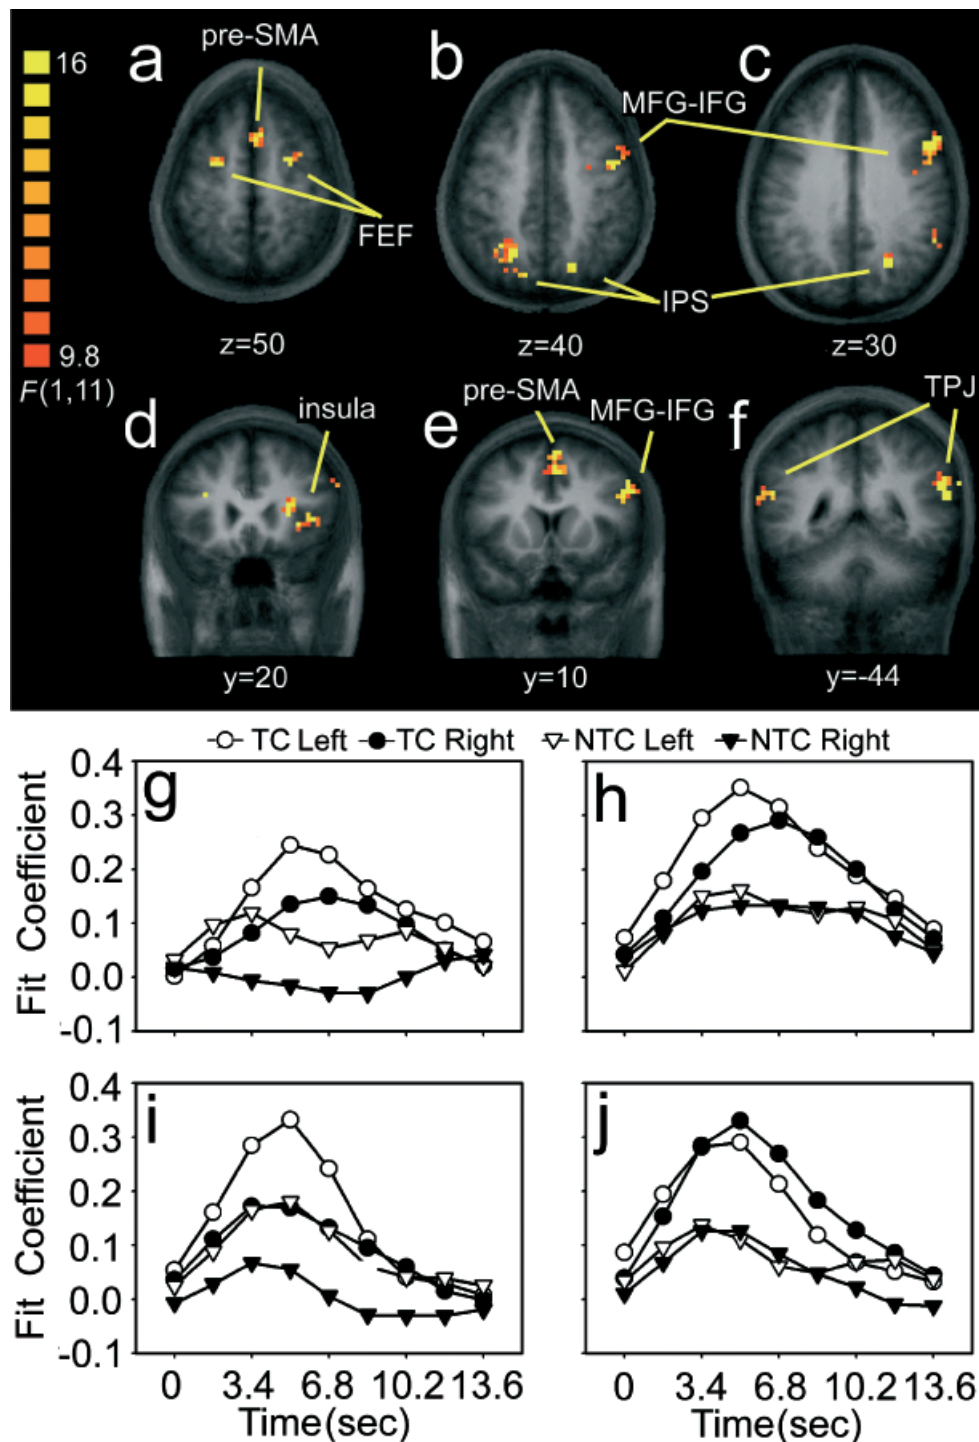 pre-SMA
a b c
16
MFG-IFG
FEF
IPS
9.8
z=50 z=40 z=30
F(1,11)
pre-SMA
TPJ
d insula e MFG-IFG f
y=20 y=10 y=-44
TC Left TC Right NTC Left NTC Right
g
0.4
0.3
0.2
0.1
0.0
-0.1
Fit Coefficient
h
i
0.4
0.3
0.2
0.1
0.0
-0.1
Fit Coefficient
0 3.4 6.8 10.2 13.6
Time(sec)
j
0 3.4 6.8 10.2 13.6
Time(sec)